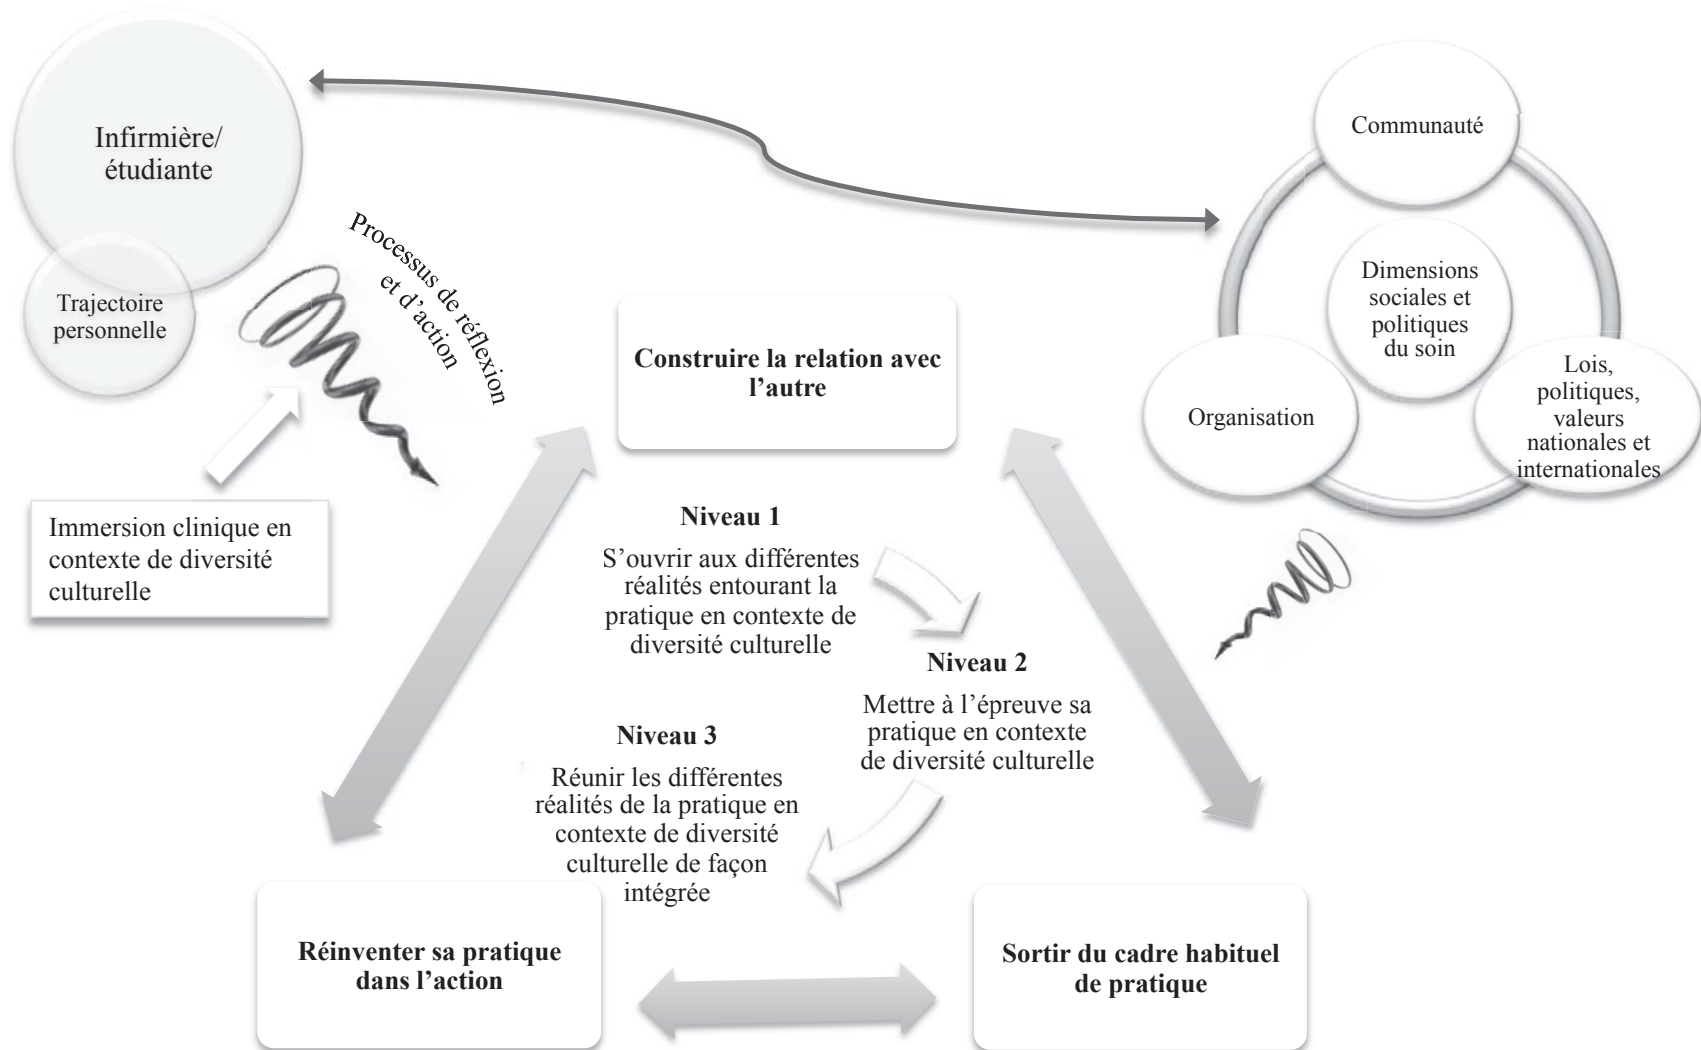 Infirmière/
étudiante
Trajectoire
personnelle
Processus de réflexion
et d’action
Immersion clinique en
contexte de diversité
culturelle
Communauté
Dimensions
sociales et
politiques
du soin
Organisation
Lois,
politiques,
valeurs
nationales et
internationales
Construire la relation avec
l’autre
Niveau 1
S’ouvrir aux différentes
réalités entourant la
pratique en contexte de
diversité culturelle
Niveau 2
Mettre à l’épreuve sa
pratique en contexte
de diversité culturelle
Niveau 3
Réunir les différentes
réalités de la pratique en
contexte de diversité
culturelle de façon
intégrée
Réinventer sa pratique
dans l’action
Sortir du cadre habituel
de pratique